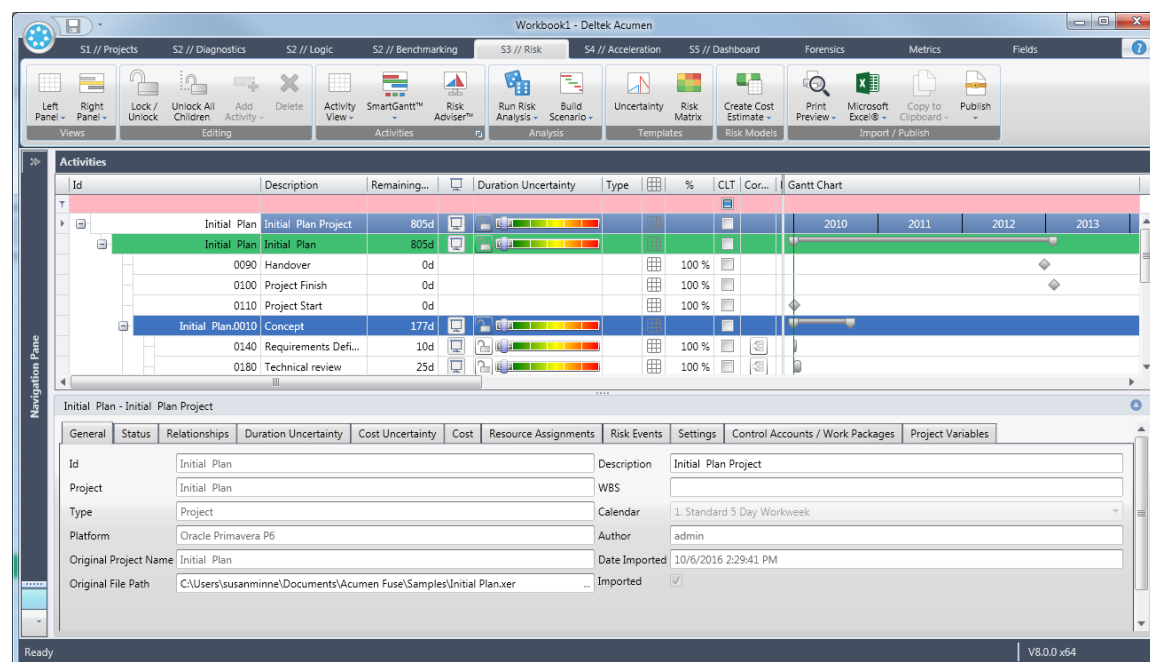 Workbook1 - Deltek Acumen
S1 // Projects S2 // Diagnostics S2 // Logic S2 // Benchmarking S3 // Risk S4 // Acceleration S5 // Dashboard Forensics Metrics Fields
Left Panel Right Panel Lock / Unlock Unlock All Children Add Activity Delete Activity View SmartGantt™ Risk Adviser™ Run Risk Analysis Build Scenario Uncertainty Risk Matrix Create Cost Estimate Print Preview Microsoft Excel® Copy to Clipboard Publish
Views Editing Activities Analysis Templates Risk Models Import / Publish
Activities
Id Description Remaining... Duration Uncertainty Type % CLT Cor... Gantt Chart
Initial Plan Initial Plan Project 805d 2010 2011 2012 2013
Initial Plan Initial Plan 805d
0090 Handover 0d 100 %
0100 Project Finish 0d 100 %
0110 Project Start 0d 100 %
Initial Plan.0010 Concept 177d
0140 Requirements Defi... 10d 100 %
0180 Technical review 25d 100 %
Navigation Pane
Initial Plan - Initial Plan Project
General Status Relationships Duration Uncertainty Cost Uncertainty Cost Resource Assignments Risk Events Settings Control Accounts / Work Packages Project Variables
Id Initial Plan Description Initial Plan Project
Project Initial Plan WBS
Type Project Calendar 1. Standard 5 Day Workweek
Platform Oracle Primavera P6 Author admin
Original Project Name Initial Plan Date Imported 10/6/2016 2:29:41 PM
Original File Path C:\Users\susanminne\Documents\Acumen Fuse\Samples\Initial Plan.xer ... Imported
Ready V8.0.0 x64